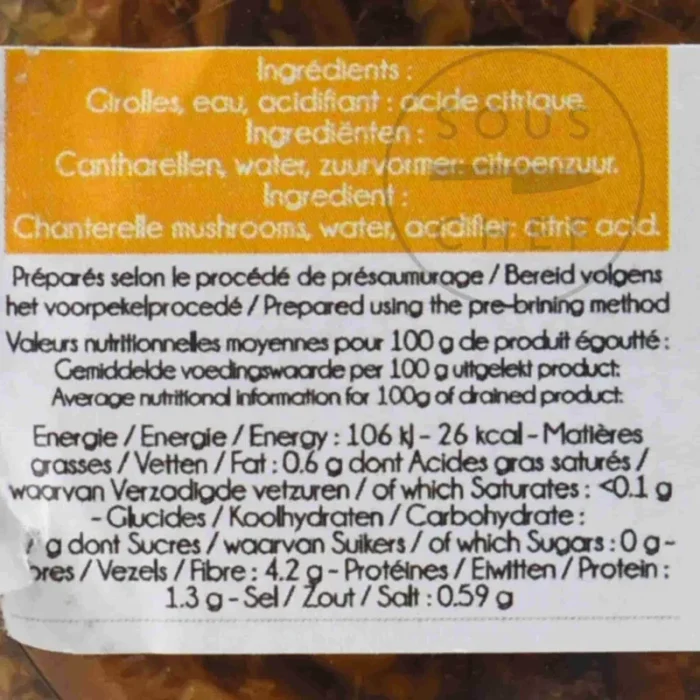 Ingrédients :
Girolles, eau, acidifiant : acide citrique.
Ingrediënten :
Cantharellen, water, zuurvormer: citroenzuur.
Ingredient :
Chanterelle mushrooms, water, acidifier: citric acid.
SOUS
CHEF
Préparés selon le procédé de présaumurage / Bereid volgens
het voorpekelprocedé / Prepared using the pre-brining method
Valeurs nutritionnelles moyennes pour 100 g de produit égoutté :
Gemiddelde voedingswaarde per 100 g uitgelekt product:
Average nutritional information for 100g of drained product:
Energie / Energie / Energy : 106 kJ - 26 kcal - Matières
grasses / Vetten / Fat : 0.6 g dont Acides gras saturés /
waarvan Verzadigde vetzuren / of which Saturates : <0.1 g
- Glucides / Koolhydraten / Carbohydrate :
g dont Sucres / waarvan Suikers / of which Sugars : 0 g -
bres / Vezels / Fibre : 4.2 g - Protéines / Eiwitten / Protein :
1.3 g - Sel / Zout / Salt : 0.59 g